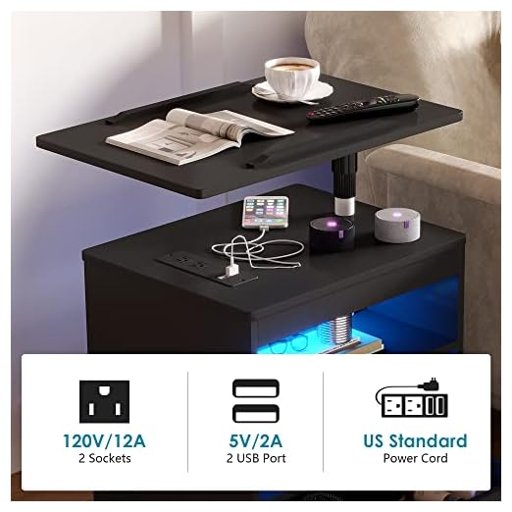 120V/12A
2 Sockets
5V/2A
2 USB Port
US Standard
Power Cord